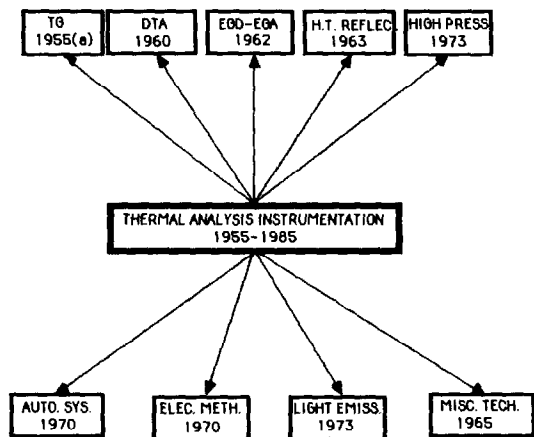 TG
1955(a)
DTA
1960
EGD-EGA
1962
H.T. REFLEC.
1963
HIGH PRESS.
1973
THERMAL ANALYSIS INSTRUMENTATION
1955-1985
AUTO. SYS.
1970
ELEC. METH.
1970
LIGHT EMISS.
1973
MISC. TECH.
1965